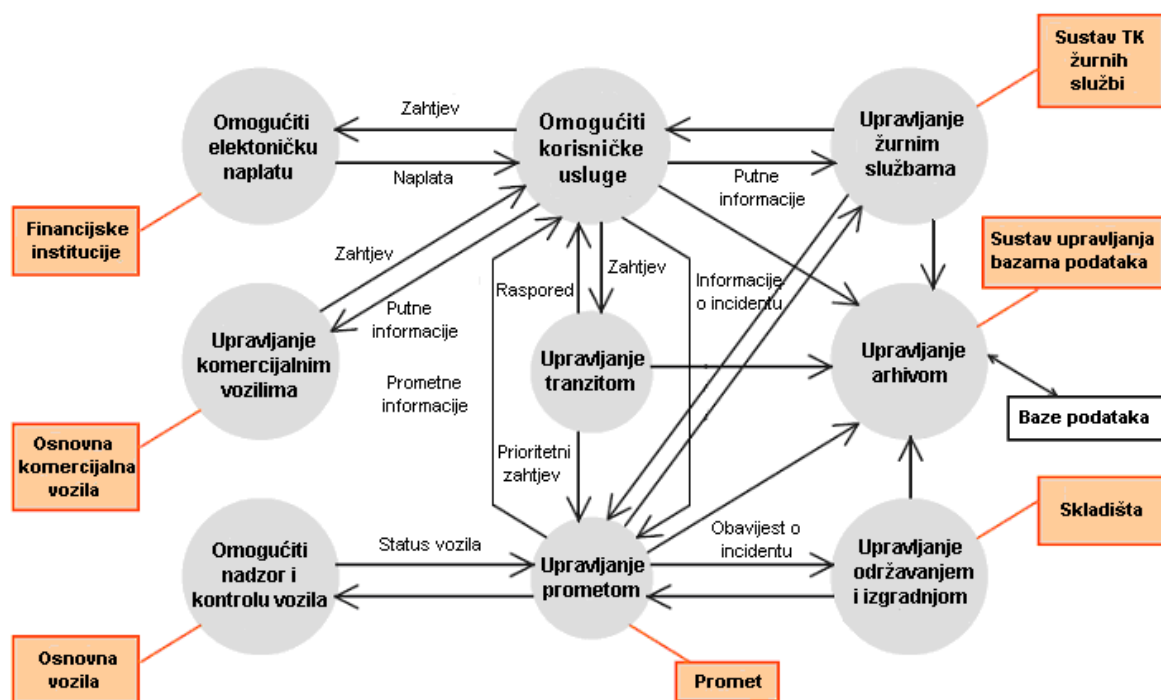 Sustav TK
žurnih
službi
Zahtjev
Omogućiti
elektoničku
naplatu
Omogućiti
korisničke
usluge
Upravljanje
žurnim
službama
Naplata
Putne
informacije
Financijske
institucije
Sustav upravljanja
bazama podataka
Zahtjev
Zahtjev
Raspored
Informacije
o incidentu
Putne
informacije
Upravljanje
komercijalnim
vozilima
Upravljanje
tranzitom
Upravljanje
arhivom
Prometne
informacije
Baze podataka
Osnovna
komercijalna
vozila
Prioritetni
zahtjev
Skladišta
Status vozila
Obavijest o
incidentu
Omogućiti
nadzor i
kontrolu vozila
Upravljanje
prometom
Upravljanje
održavanjem
i izgradnjom
Osnovna
vozila
Promet